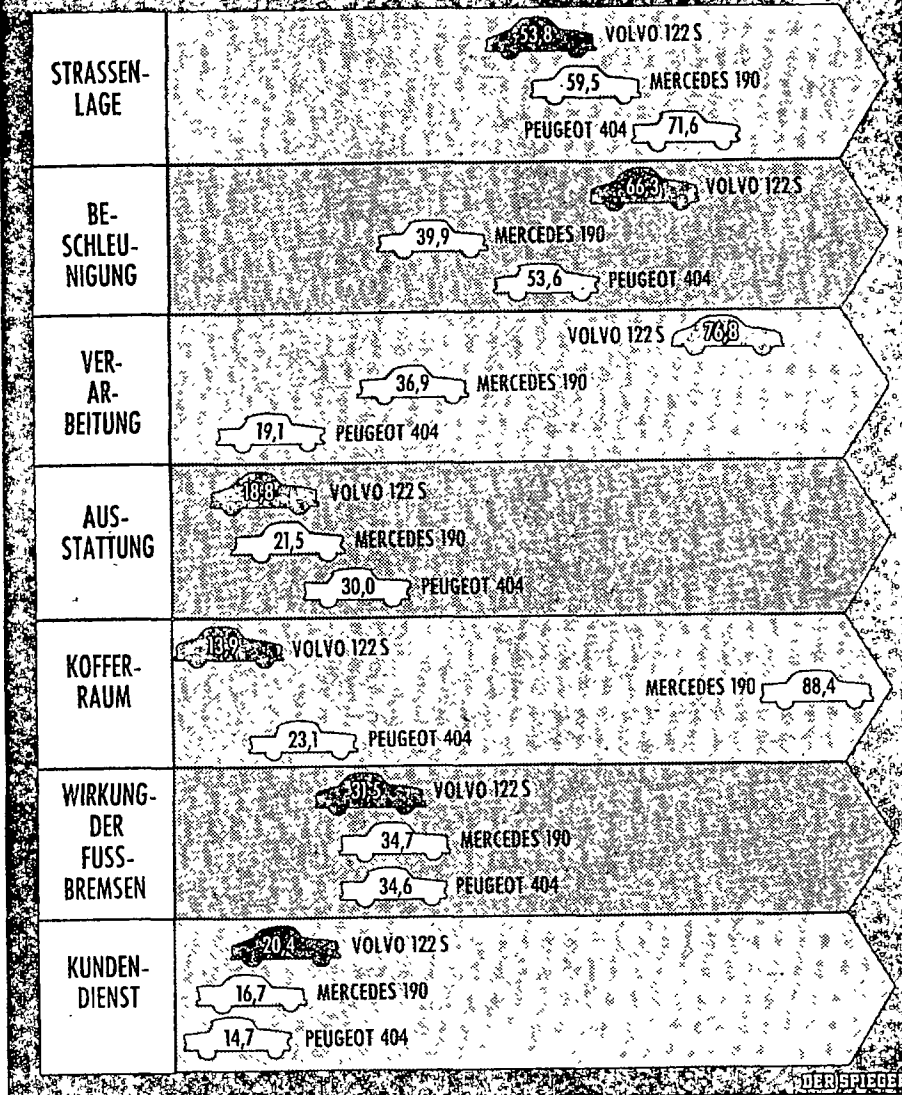 STRASSEN-
LAGE
53,8 VOLVO 122 S
59,5 MERCEDES 190
PEUGEOT 404 71,6
BE-
SCHLEU-
NIGUNG
66,3 VOLVO 122 S
39,9 MERCEDES 190
53,6 PEUGEOT 404
VER-
AR-
BEITUNG
VOLVO 122 S 76,8
36,9 MERCEDES 190
19,1 PEUGEOT 404
AUS-
STATTUNG
18,8 VOLVO 122 S
21,5 MERCEDES 190
30,0 PEUGEOT 404
KOFFER-
RAUM
13,9 VOLVO 122 S
MERCEDES 190 88,4
23,1 PEUGEOT 404
WIRKUNG-
DER
FUSS-
BREMSEN
31,5 VOLVO 122 S
34,7 MERCEDES 190
34,6 PEUGEOT 404
KUNDEN-
DIENST
20,4 VOLVO 122 S
16,7 MERCEDES 190
14,7 PEUGEOT 404
DER SPIEGEL